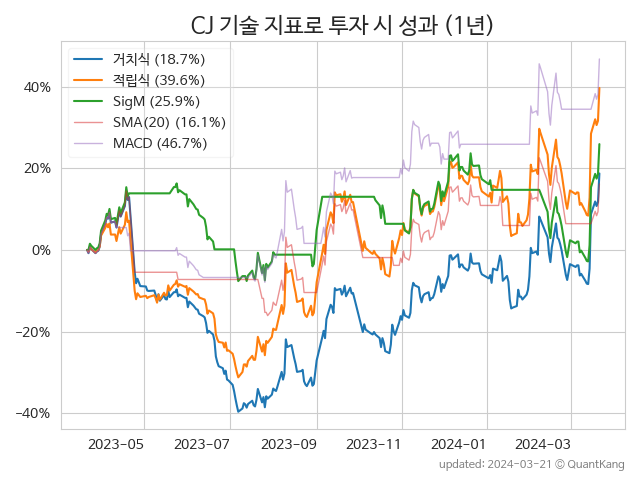 CJ 기술 지표로 투자 시 성과 (1년)
거치식 (18.7%)
적립식 (39.6%)
SigM (25.9%)
SMA(20) (16.1%)
MACD (46.7%)
40%
20%
0%
−20%
−40%
2023-05 2023-07 2023-09 2023-11 2024-01 2024-03
updated: 2024-03-21 © QuantKang